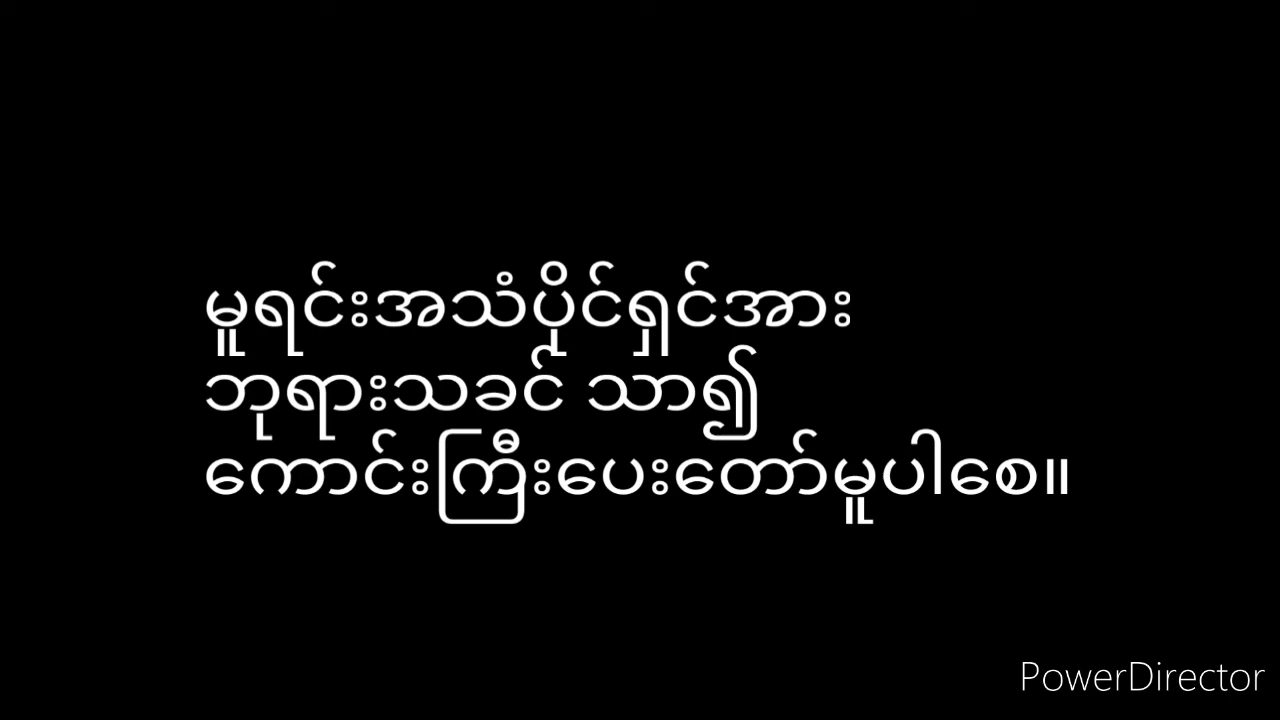 မူရင်းအသံပိုင်ရှင်အား
ဘုရားသခင် သာ၍
ကောင်းကြီးပေးတော်မူပါစေ။
PowerDirector